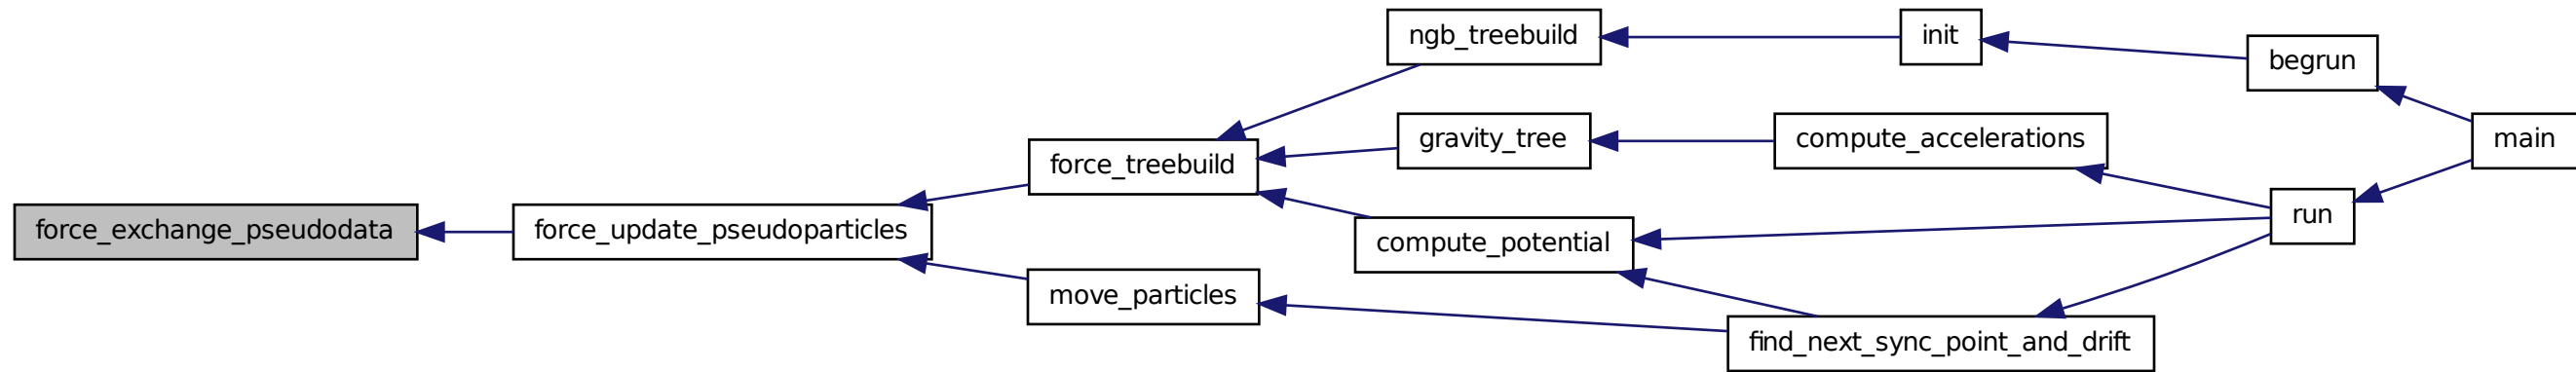 ngb_treebuild
init
begrun
gravity_tree
compute_accelerations
main
force_treebuild
run
force_exchange_pseudodata
force_update_pseudoparticles
compute_potential
move_particles
find_next_sync_point_and_drift